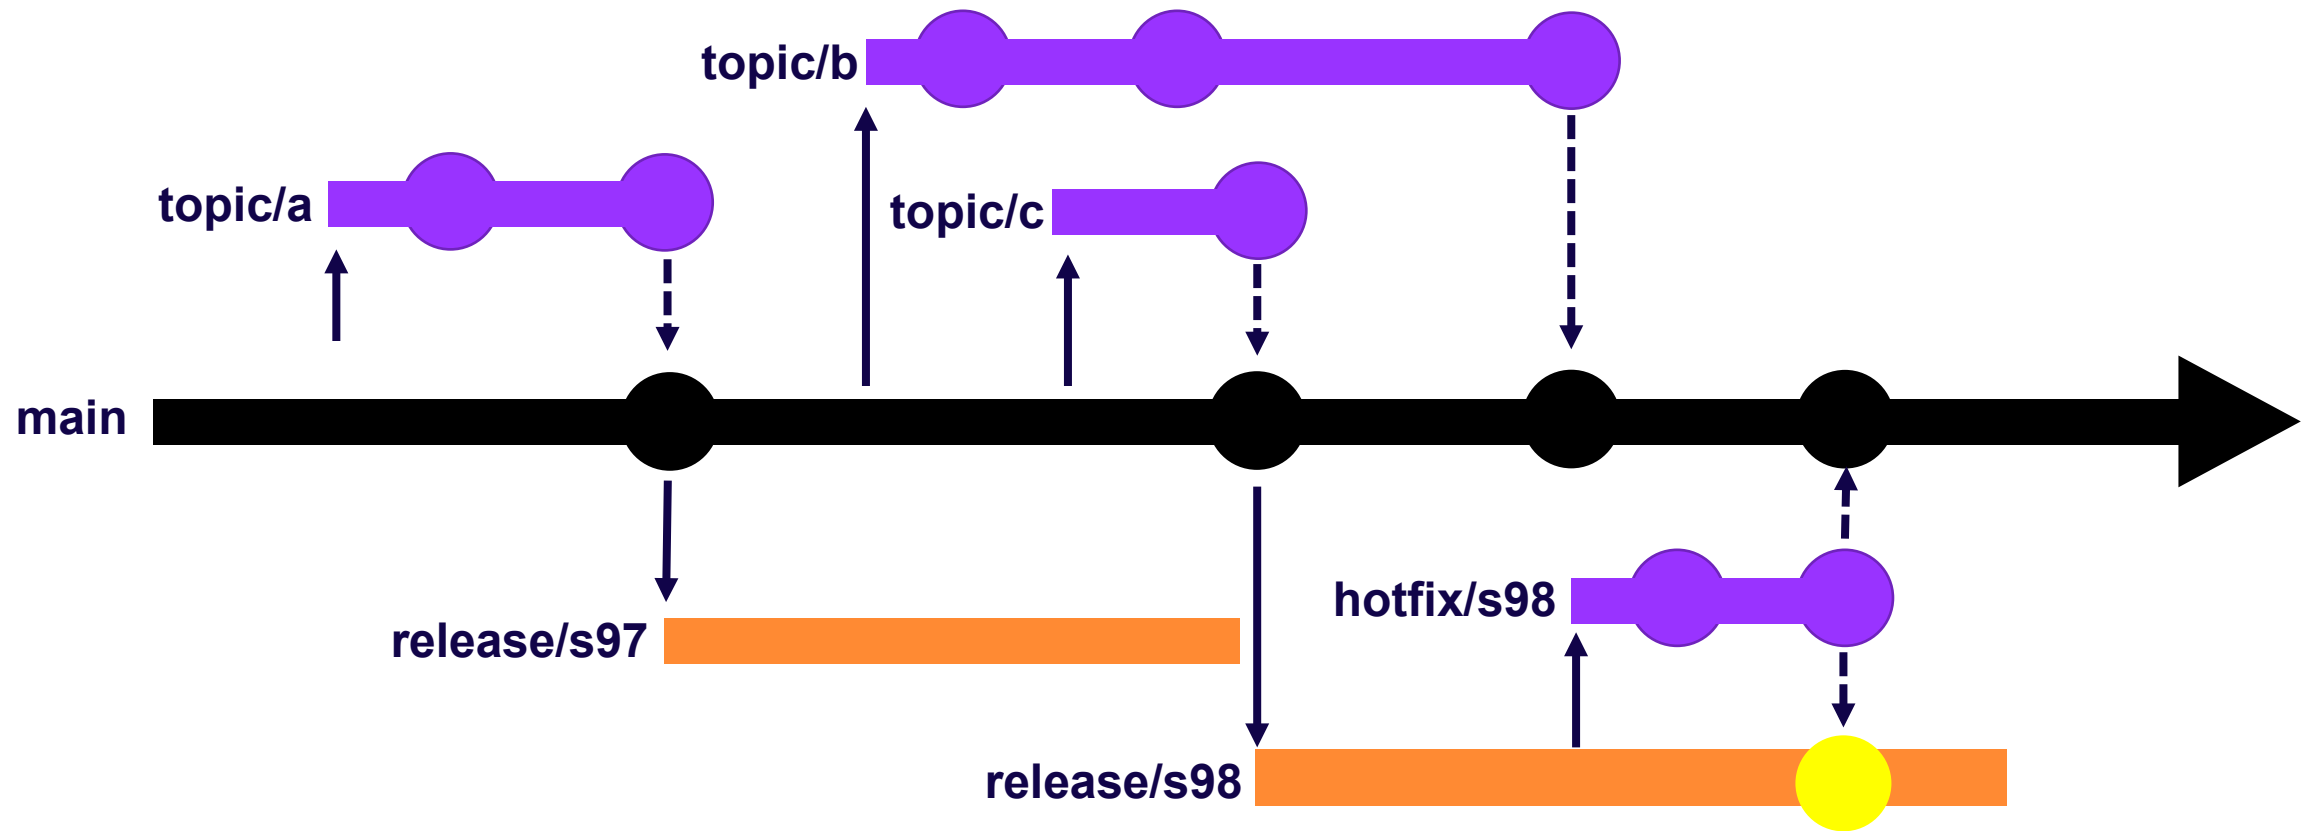 topic/b
topic/a
topic/c
main
hotfix/s98
release/s97
release/s98